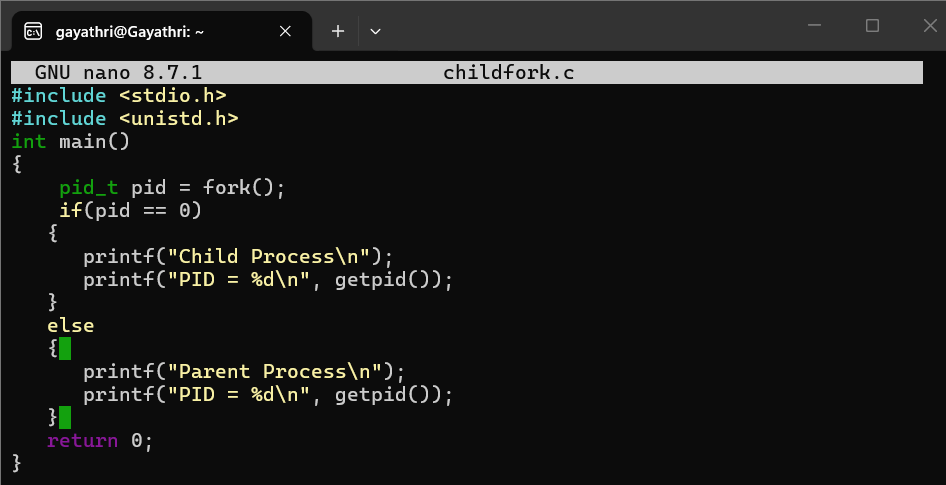 gayathri@Gayathri: ~
GNU nano 8.7.1                    childfork.c
#include <stdio.h>
#include <unistd.h>
int main()
{
    pid_t pid = fork();
    if(pid == 0)
   {
      printf("Child Process\n");
      printf("PID = %d\n", getpid());
   }
   else
   {
      printf("Parent Process\n");
      printf("PID = %d\n", getpid());
   }
   return 0;
}